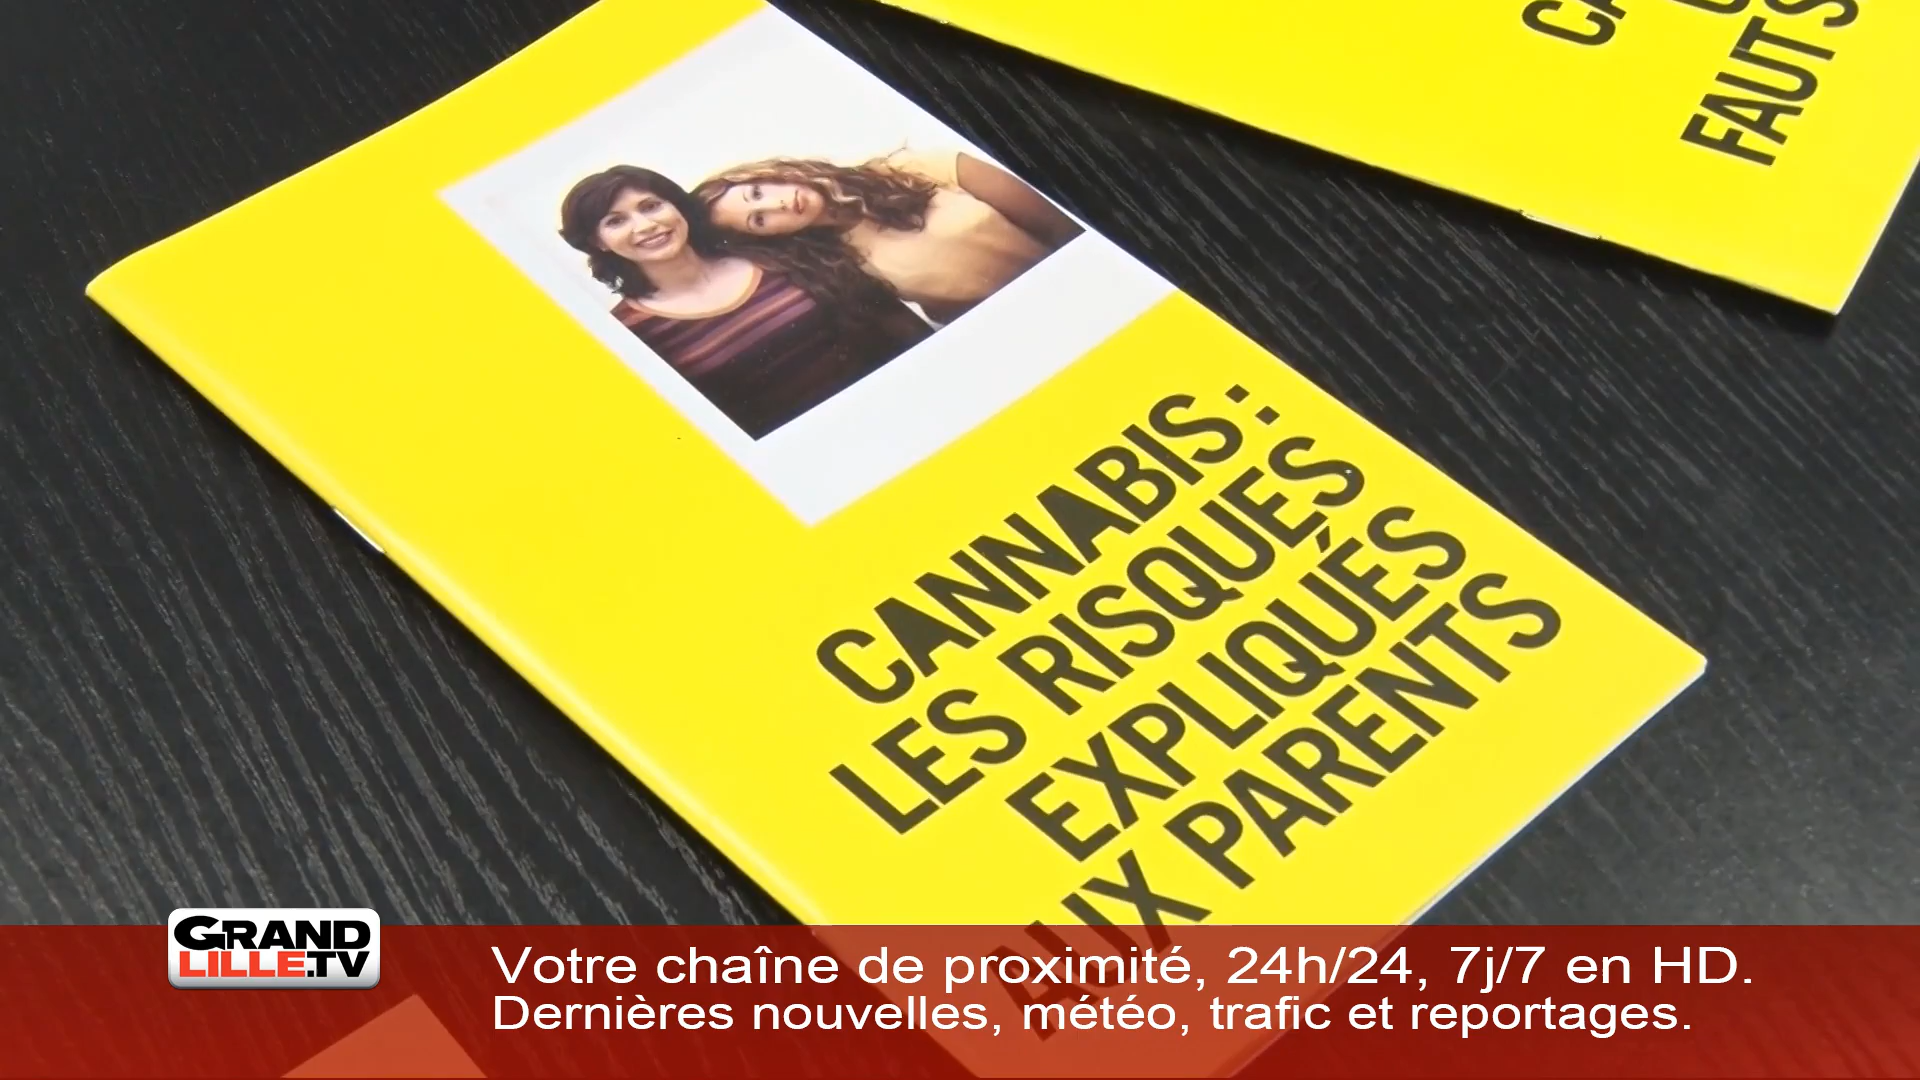 CANNABIS :
LES RISQUES
EXPLIQUÉS
AUX PARENTS
FAUT S
GRAND
LILLE.TV
Votre chaîne de proximité, 24h/24, 7j/7 en HD.
Dernières nouvelles, météo, trafic et reportages.